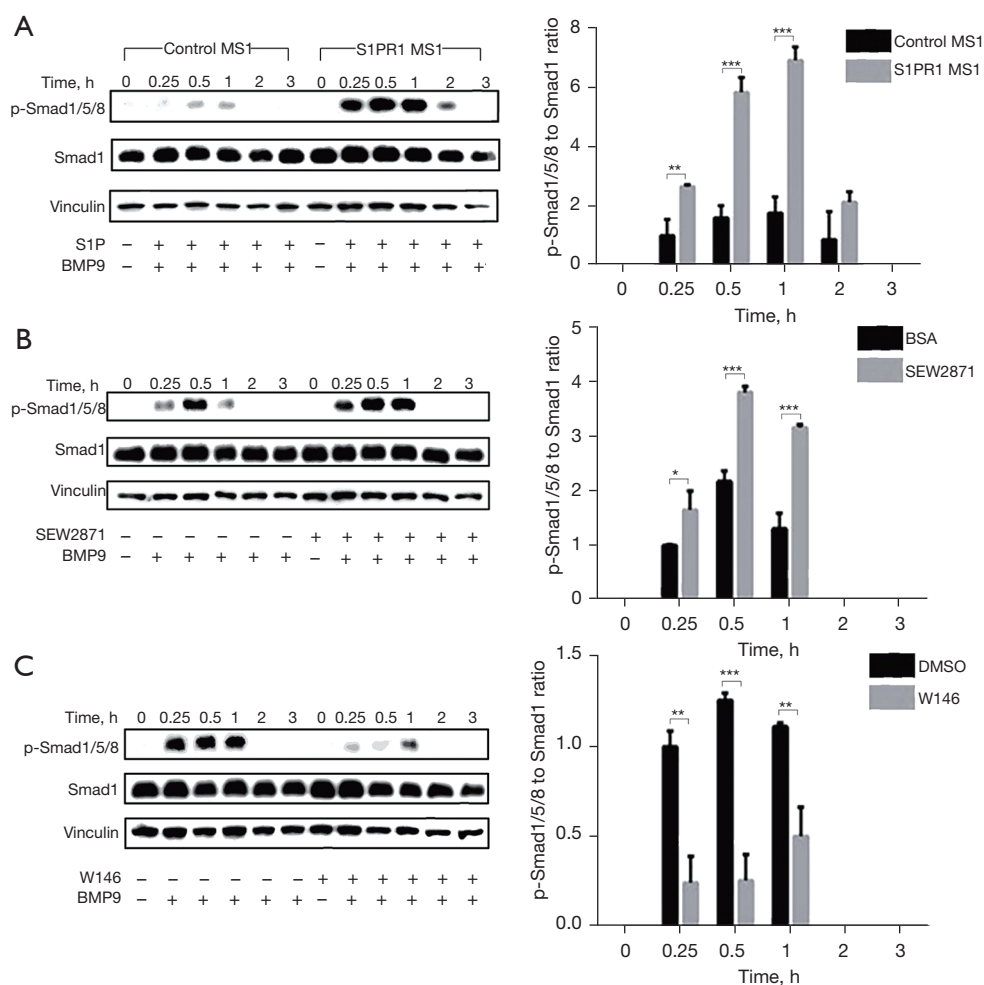 A
Control MS1 S1PR1 MS1
Time, h 0 0.25 0.5 1 2 3 0 0.25 0.5 1 2 3
p-Smad1/5/8
Smad1
Vinculin
S1P – + + + + + – + + + + +
BMP9 – + + + + + – + + + + +
p-Smad1/5/8 to Smad1 ratio
8
6
4
2
0
** *** ***
Control MS1
S1PR1 MS1
0 0.25 0.5 1 2 3
Time, h
B
Time, h 0 0.25 0.5 1 2 3 0 0.25 0.5 1 2 3
p-Smad1/5/8
Smad1
Vinculin
SEW2871 – – – – – – + + + + + +
BMP9 – + + + + + – + + + + +
p-Smad1/5/8 to Smad1 ratio
5
4
3
2
1
0
* *** ***
BSA
SEW2871
0 0.25 0.5 1 2 3
Time, h
C
Time, h 0 0.25 0.5 1 2 3 0 0.25 0.5 1 2 3
p-Smad1/5/8
Smad1
Vinculin
W146 – – – – – – + + + + + +
BMP9 – + + + + + – + + + + +
p-Smad1/5/8 to Smad1 ratio
1.5
1.0
0.5
0.0
** *** **
DMSO
W146
0 0.25 0.5 1 2 3
Time, h